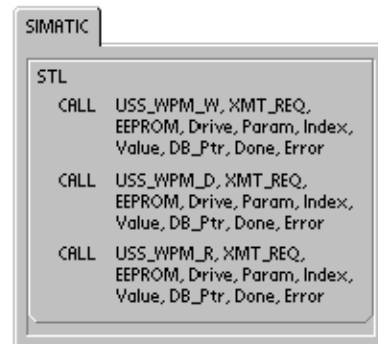 SIMATIC
STL
CALL USS_WPM_W, XMT_REQ,
EEPROM, Drive, Param, Index,
Value, DB_Ptr, Done, Error
CALL USS_WPM_D, XMT_REQ,
EEPROM, Drive, Param, Index,
Value, DB_Ptr, Done, Error
CALL USS_WPM_R, XMT_REQ,
EEPROM, Drive, Param, Index,
Value, DB_Ptr, Done, Error